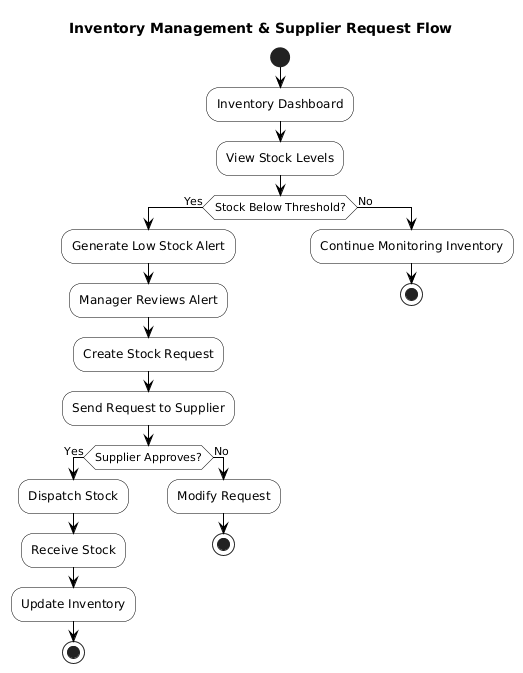 Inventory Management & Supplier Request Flow
Inventory Dashboard
View Stock Levels
Yes
Stock Below Threshold?
No
Generate Low Stock Alert
Continue Monitoring Inventory
Manager Reviews Alert
Create Stock Request
Send Request to Supplier
Yes
Supplier Approves?
No
Dispatch Stock
Modify Request
Receive Stock
Update Inventory